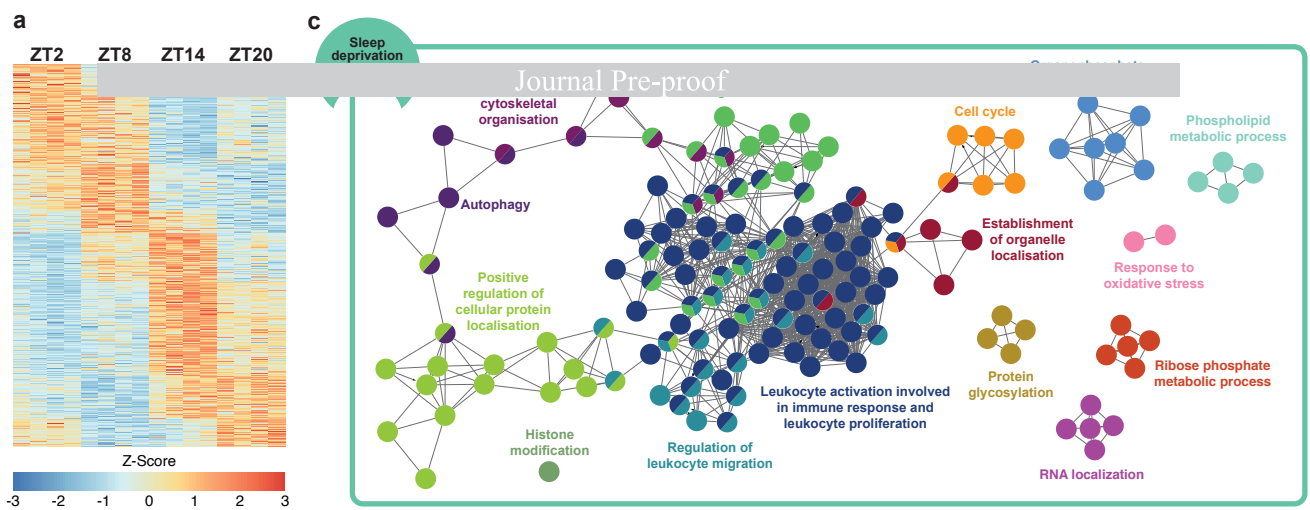 a
c
Sleep
deprivation
ZT2 ZT8 ZT14 ZT20
Journal Pre-proof
cytoskeletal
organisation
Cell cycle
Phospholipid
metabolic process
Autophagy
Establishment
of organelle
localisation
Positive
regulation of
cellular protein
localisation
Response to
oxidative stress
Protein
glycosylation
Ribose phosphate
metabolic process
Leukocyte activation involved
in immune response and
leukocyte proliferation
Histone
modification
Regulation of
leukocyte migration
RNA localization
Z-Score
-3 -2 -1 0 1 2 3